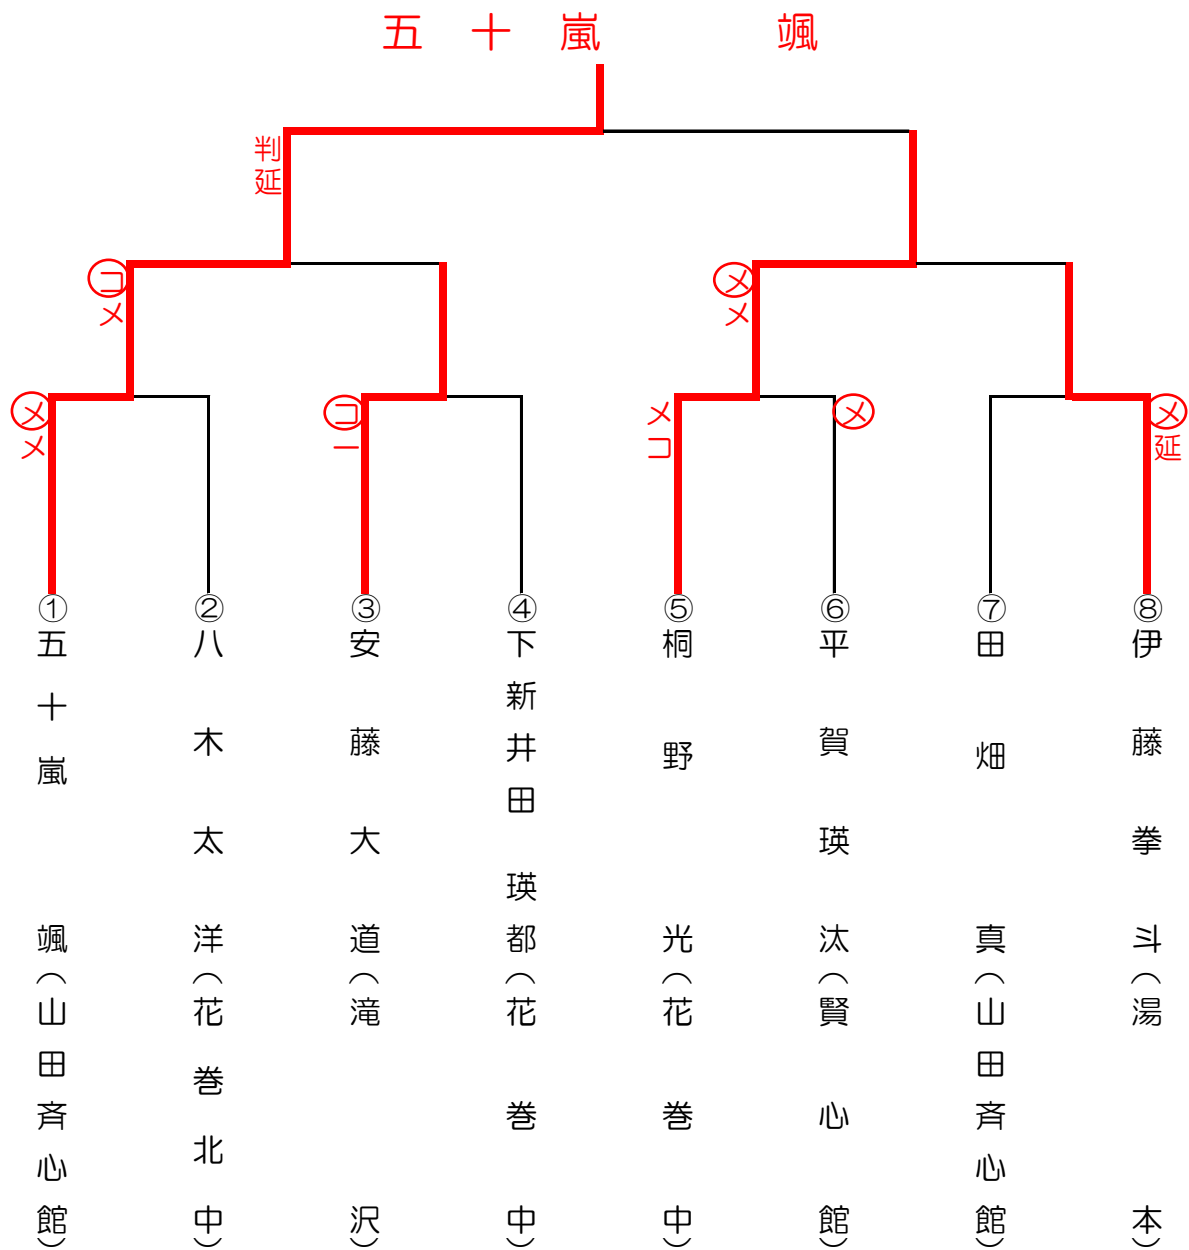 五十嵐 颯
判延
コメ
メメ
メメ
コー
メコ
メ
メ延
①五十嵐 颯(山田斉心館)
②八木太洋(花巻北中)
③安藤大道(滝沢)
④下新井田瑛都(花巻中)
⑤桐野 光(花巻中)
⑥平賀瑛汰(賢心館)
⑦田畑 真(山田斉心館)
⑧伊藤拳斗(湯本)